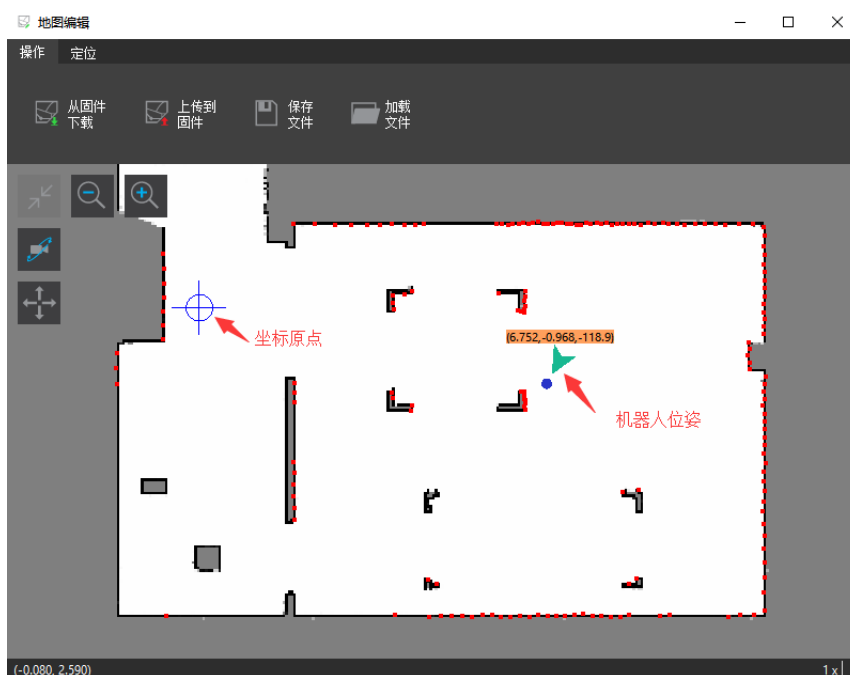 地图编辑
操作 定位
从固件
下载
上传到
固件
保存
文件
加载
文件
坐标原点
(6.752,-0.968,-118.9)
机器人位姿
(-0.080, 2.590)
1 x